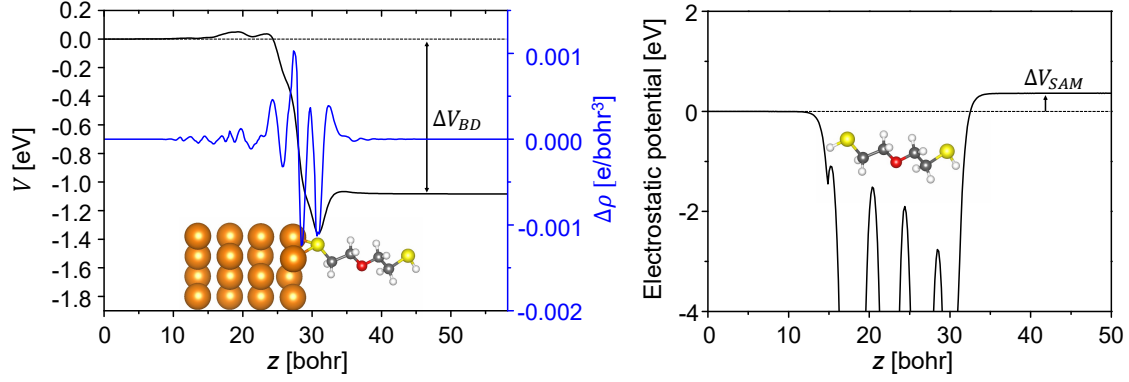 0.2
0.0
-0.2
-0.4
-0.6
-0.8
-1.0
-1.2
-1.4
-1.6
-1.8
V [eV]
0 10 20 30 40 50
z [bohr]
0.001
0.000
-0.001
-0.002
Δρ [e/bohr³]
ΔV_BD
2
0
-2
-4
Electrostatic potential [eV]
0 10 20 30 40 50
z [bohr]
ΔV_SAM